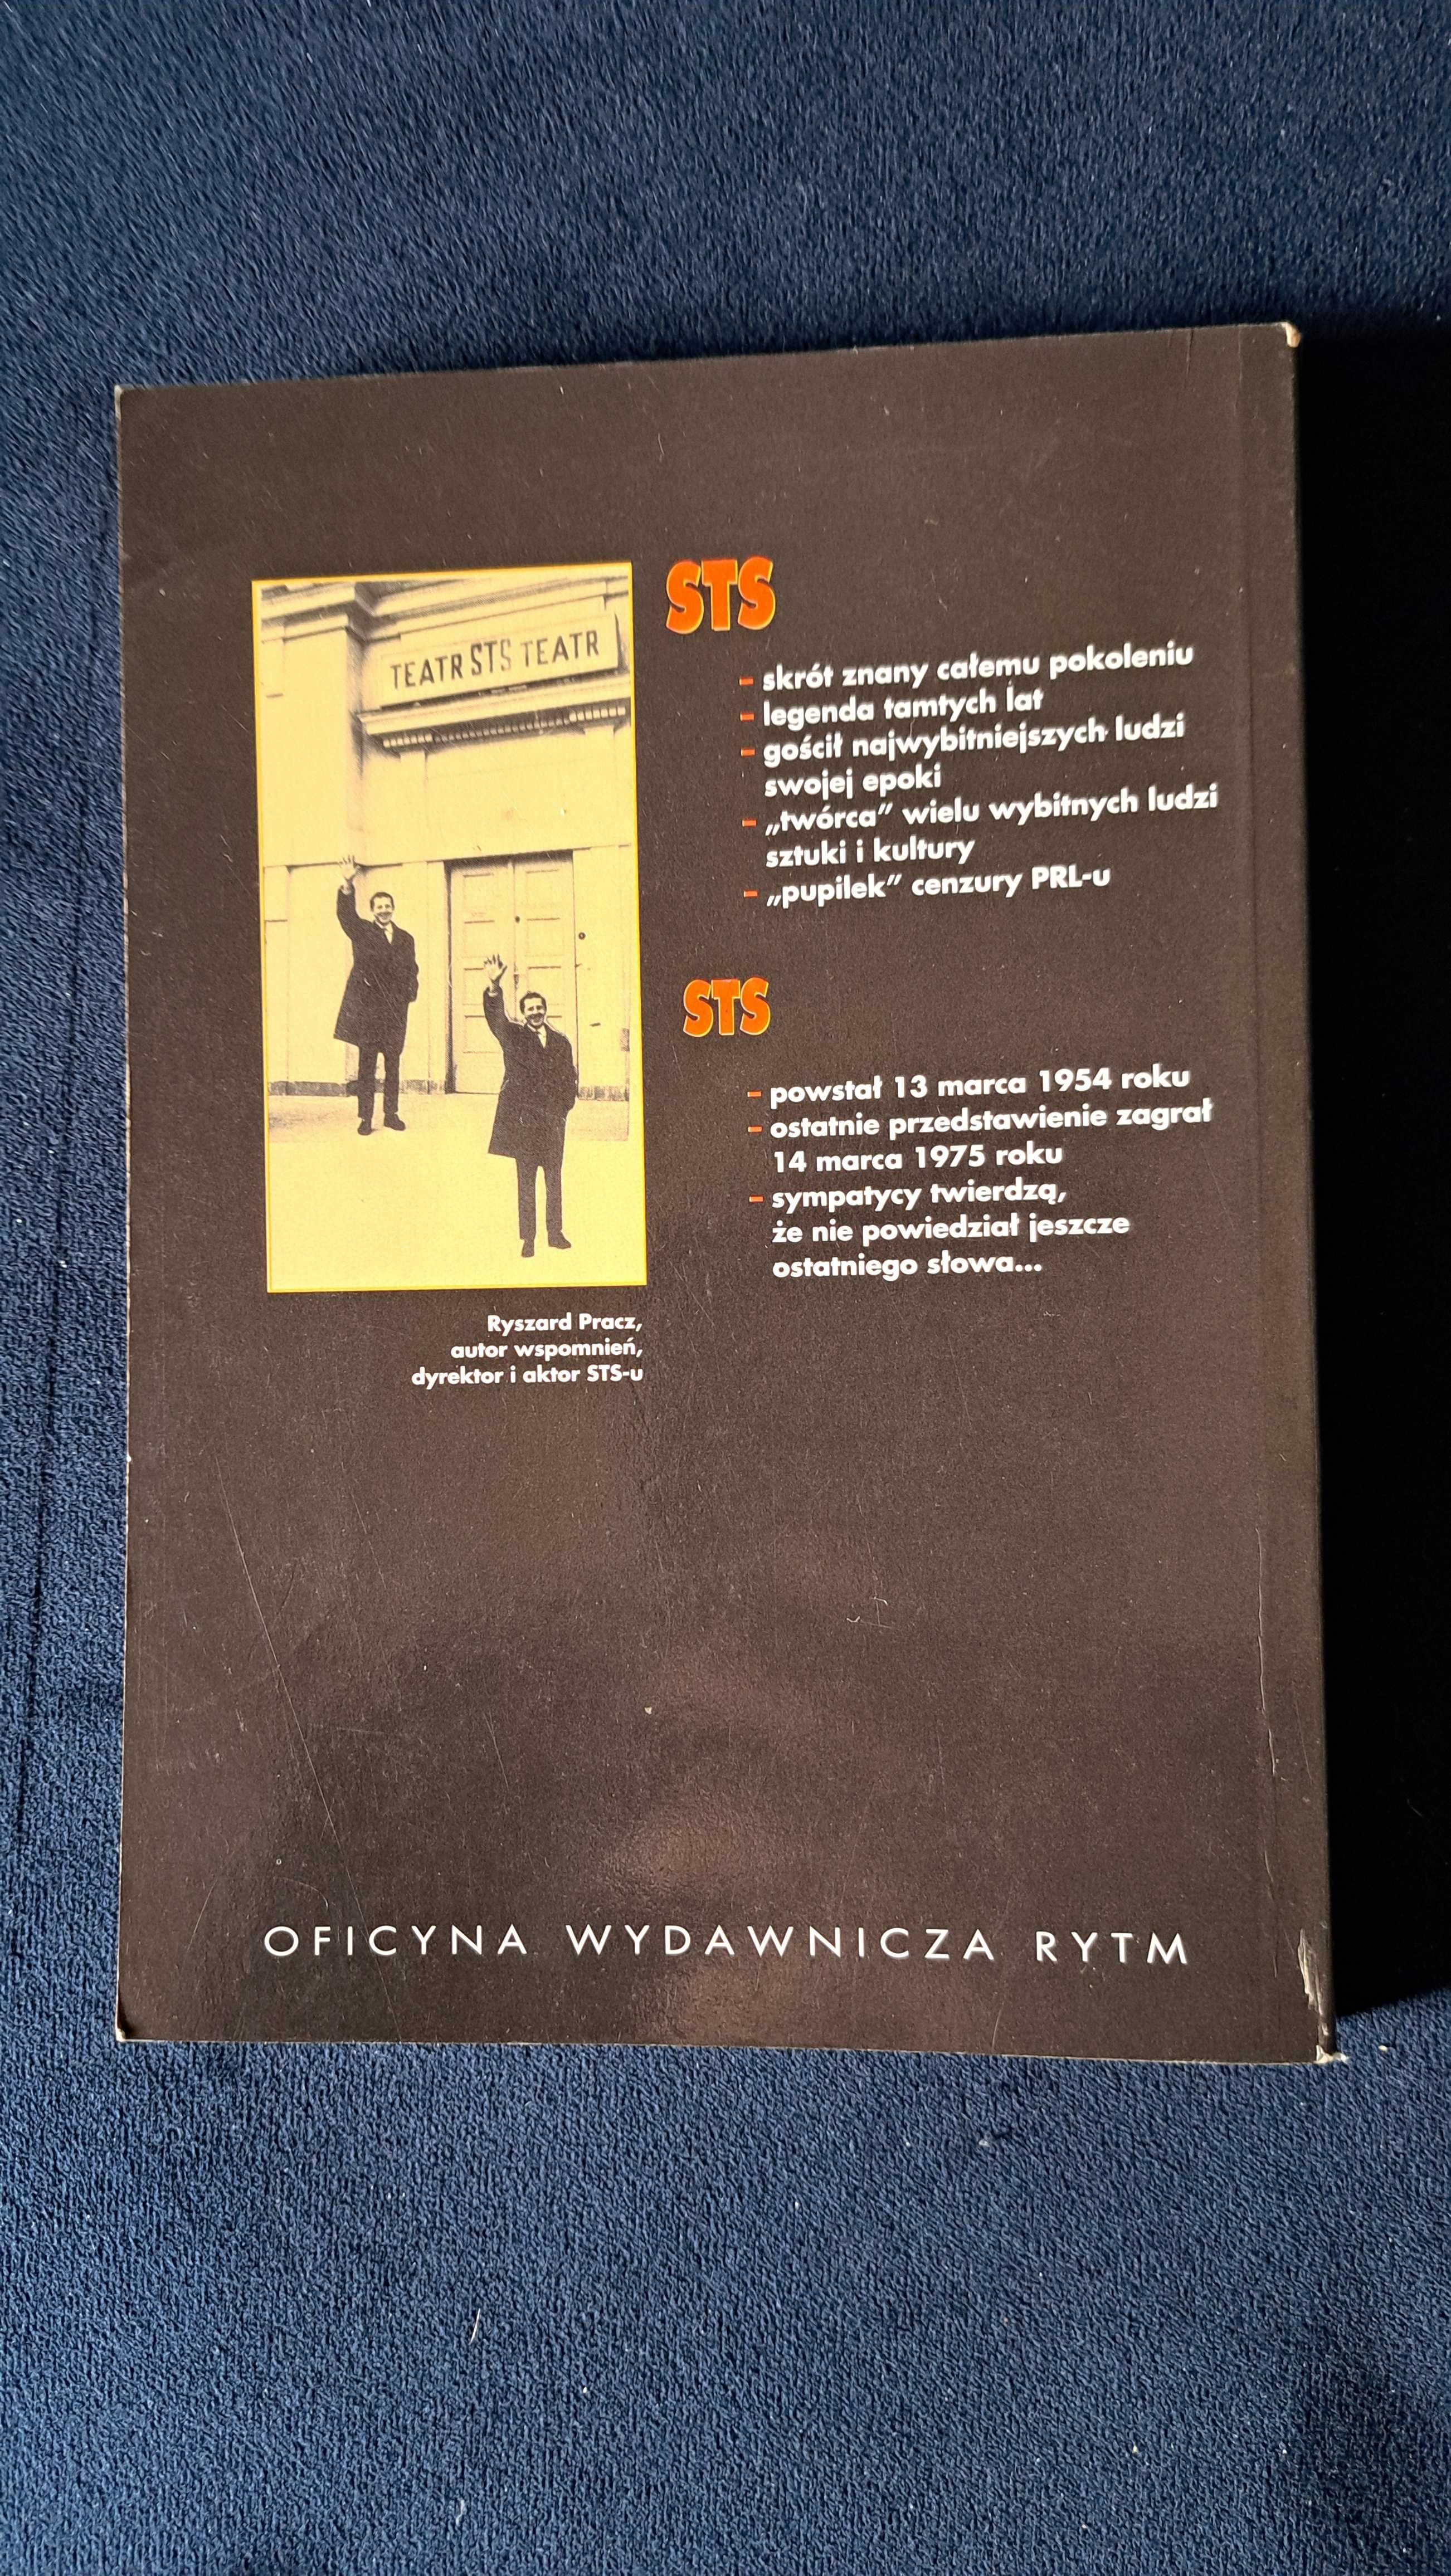 TEATR STS TEATR
STS
- skrót znany całemu pokoleniu
- legenda tamtych lat
- gościł najwybitniejszych ludzi
swojej epoki
- „twórca” wielu wybitnych ludzi
sztuki i kultury
- „pupilek” cenzury PRL-u
STS
- powstał 13 marca 1954 roku
- ostatnie przedstawienie zagrał
14 marca 1975 roku
- sympatycy twierdzą,
że nie powiedział jeszcze
ostatniego słowa...
Ryszard Pracz,
autor wspomnień,
dyrektor i aktor STS-u
OFICYNA WYDAWNICZA RYTM